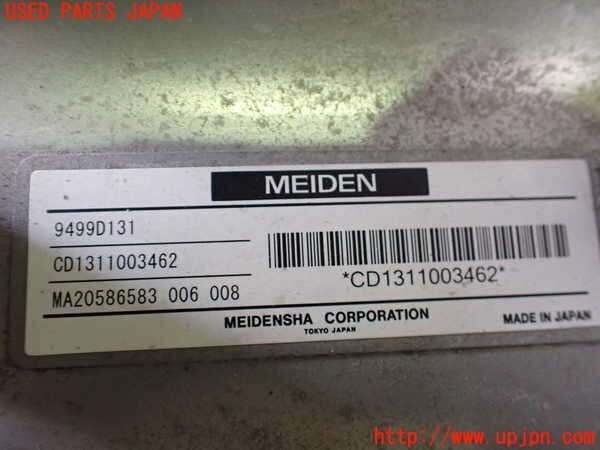 USED PARTS JAPAN
MEIDEN
9499D131
CD1311003462
MA20586583 006 008
*CD1311003462*
MEIDENSHA CORPORATION
TOKYO JAPAN
MADE IN JAPAN
http://www.upjpn.com/